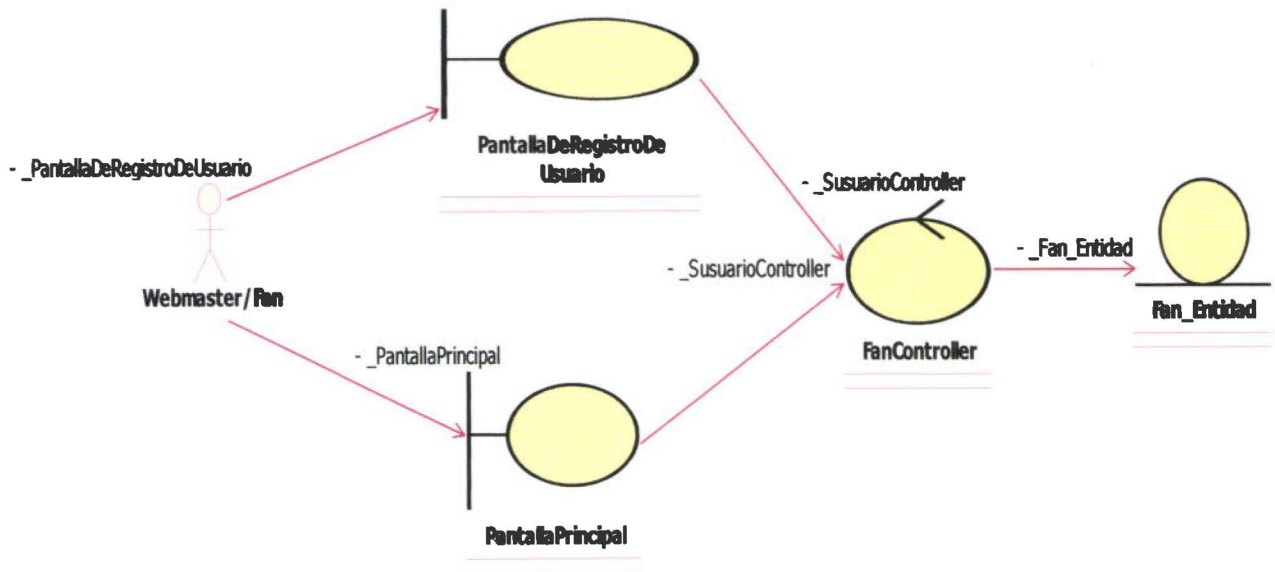 PantallaDeRegistroDe
Usuario
- _PantallaDeRegistroDeUsuario
- _SusuarioController
- _SusuarioController
- _Fan_Entidad
Webmaster/Fan
Fan_Entidad
FanController
- _PantallaPrincipal
PantallaPrincipal